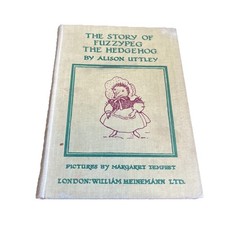 THE STORY OF
FUZZYPEG
THE HEDGEHOG
BY ALISON UTTLEY
PICTURES BY MARGARET TEMPEST
LONDON: WILLIAM HEINEMANN LTD.